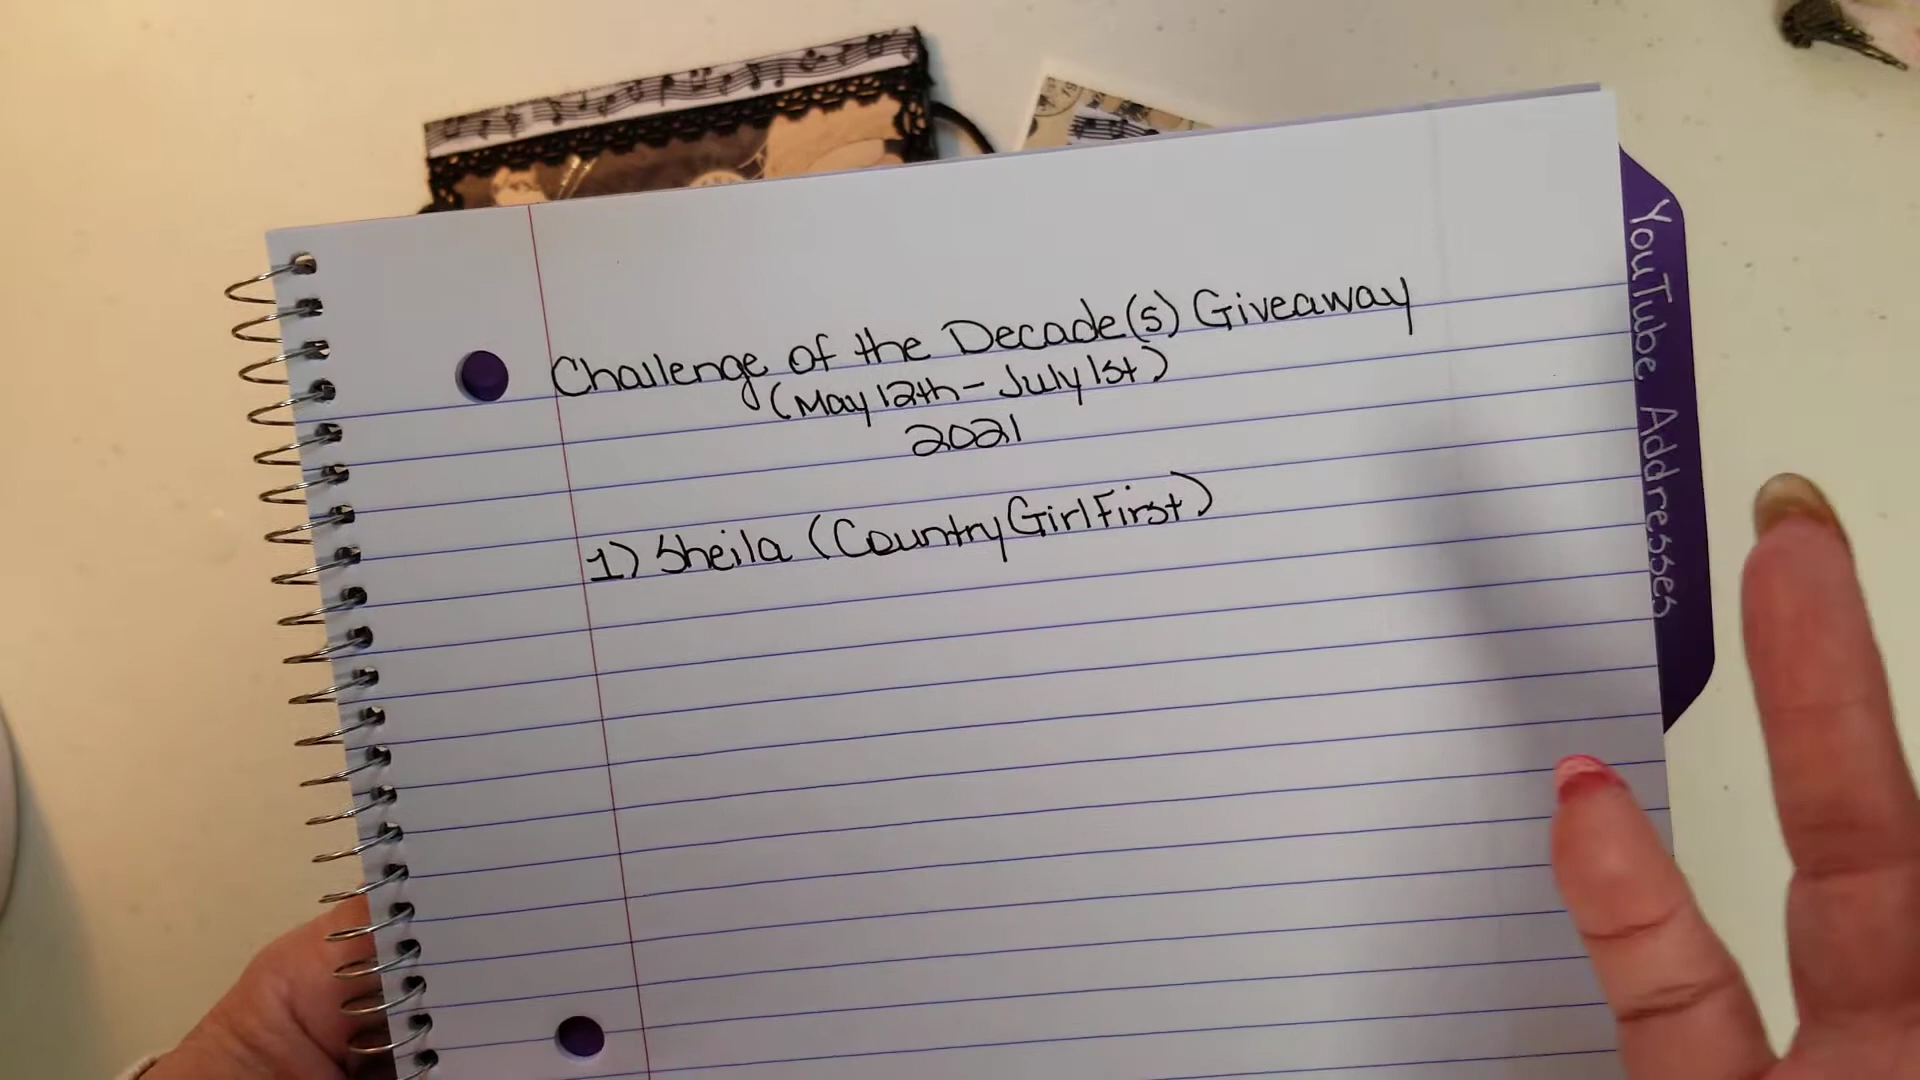 Challenge of the Decade(s) Giveaway
(May 12th - July 1st)
2021
1) Sheila (CountryGirlFirst)
YouTube Addresses